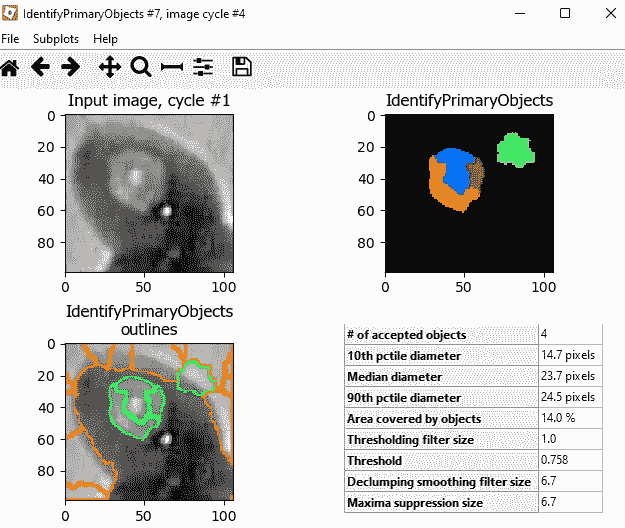 IdentifyPrimaryObjects #7, image cycle #4
File Subplots Help
Input image, cycle #1
0
20
40
60
80
0 50 100
IdentifyPrimaryObjects
0
20
40
60
80
0 50 100
IdentifyPrimaryObjects
outlines
0
20
40
60
80
0 50 100
# of accepted objects 4
10th pctile diameter 14.7 pixels
Median diameter 23.7 pixels
90th pctile diameter 24.5 pixels
Area covered by objects 14.0 %
Thresholding filter size 1.0
Threshold 0.758
Declumping smoothing filter size 6.7
Maxima suppression size 6.7